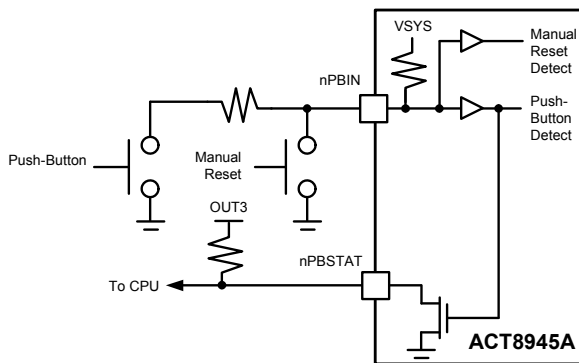 VSYS
Manual
Reset
Detect
nPBIN
Push-
Button
Detect
Push-Button
Manual
Reset
OUT3
nPBSTAT
To CPU
ACT8945A